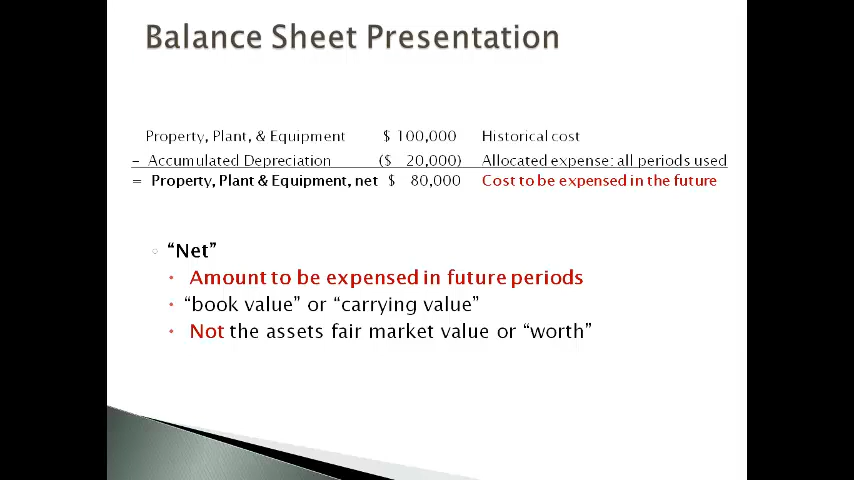 Balance Sheet Presentation
Property, Plant, & Equipment $ 100,000 Historical cost
– Accumulated Depreciation ($ 20,000) Allocated expense: all periods used
= Property, Plant & Equipment, net $ 80,000 Cost to be expensed in the future
○ “Net”
• Amount to be expensed in future periods
• “book value” or “carrying value”
• Not the assets fair market value or “worth”